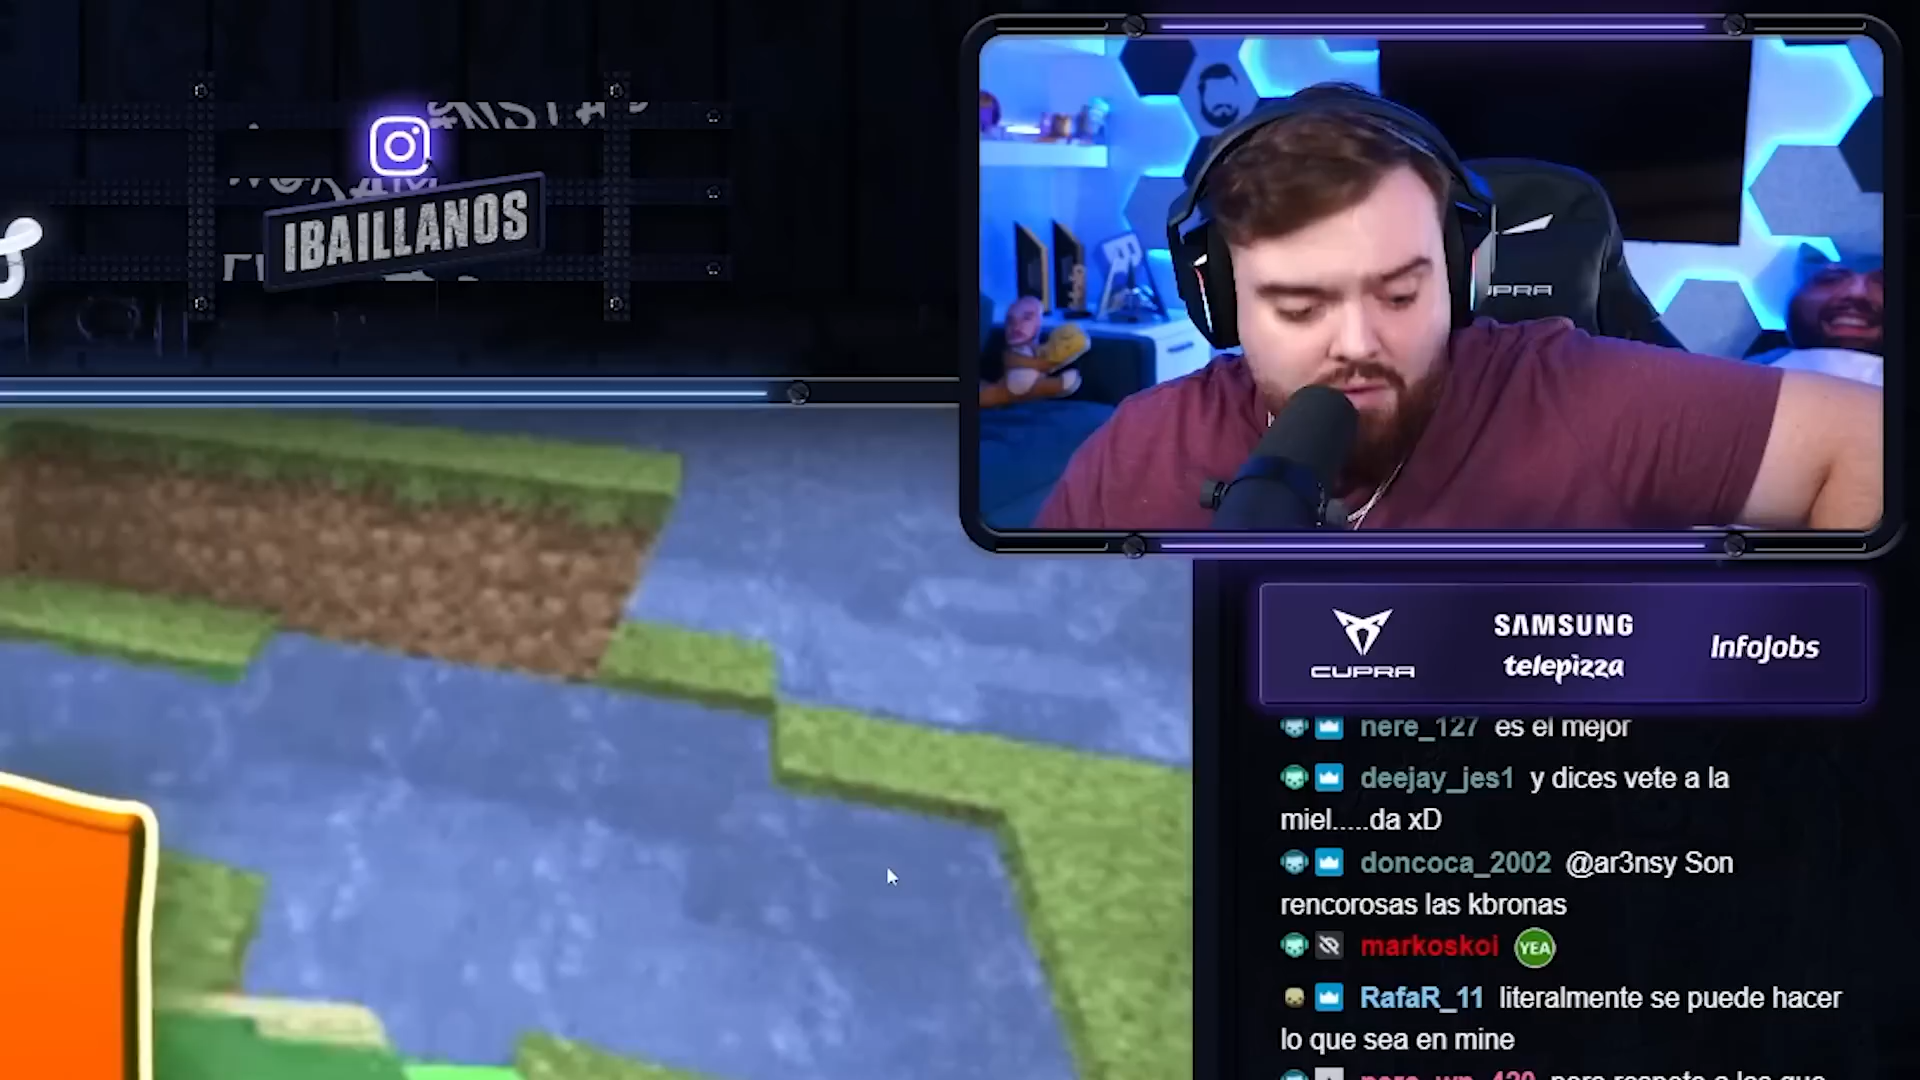 IBAILLANOS
UPRA
CUPRA
SAMSUNG
telepizza
InfoJobs
nere_127 es el mejor
deejay_jes1 y dices vete a la
miel.....da xD
doncoca_2002 @ar3nsy Son
rencorosas las kbronas
markoskoi YEA
RafaR_11 literalmente se puede hacer
lo que sea en mine